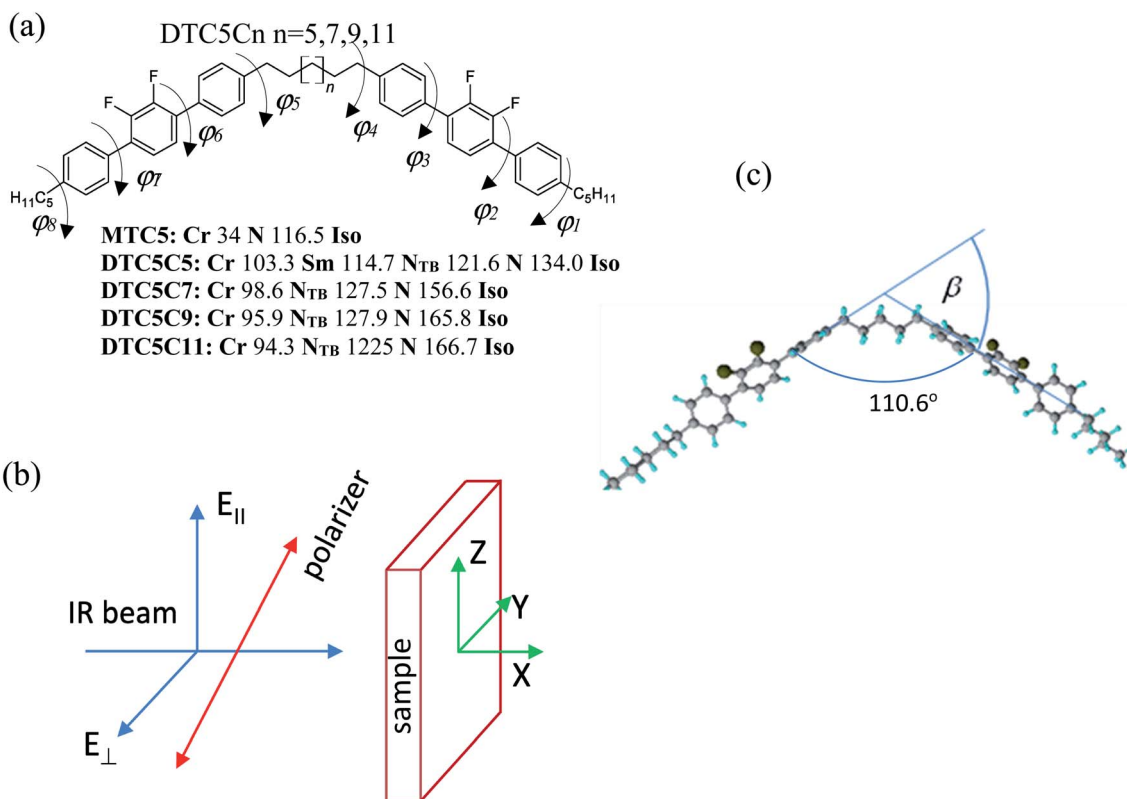 (a)
DTC5Cn n=5,7,9,11
F
F
F
F
n
φ5
φ4
φ6
φ3
φ7
φ2
H11C5
C5H11
φ8
φ1
MTC5: Cr 34 N 116.5 Iso
DTC5C5: Cr 103.3 Sm 114.7 NTB 121.6 N 134.0 Iso
DTC5C7: Cr 98.6 NTB 127.5 N 156.6 Iso
DTC5C9: Cr 95.9 NTB 127.9 N 165.8 Iso
DTC5C11: Cr 94.3 NTB 1225 N 166.7 Iso
(c)
β
110.6°
(b)
E||
polarizer
IR beam
E⊥
sample
Z
Y
X